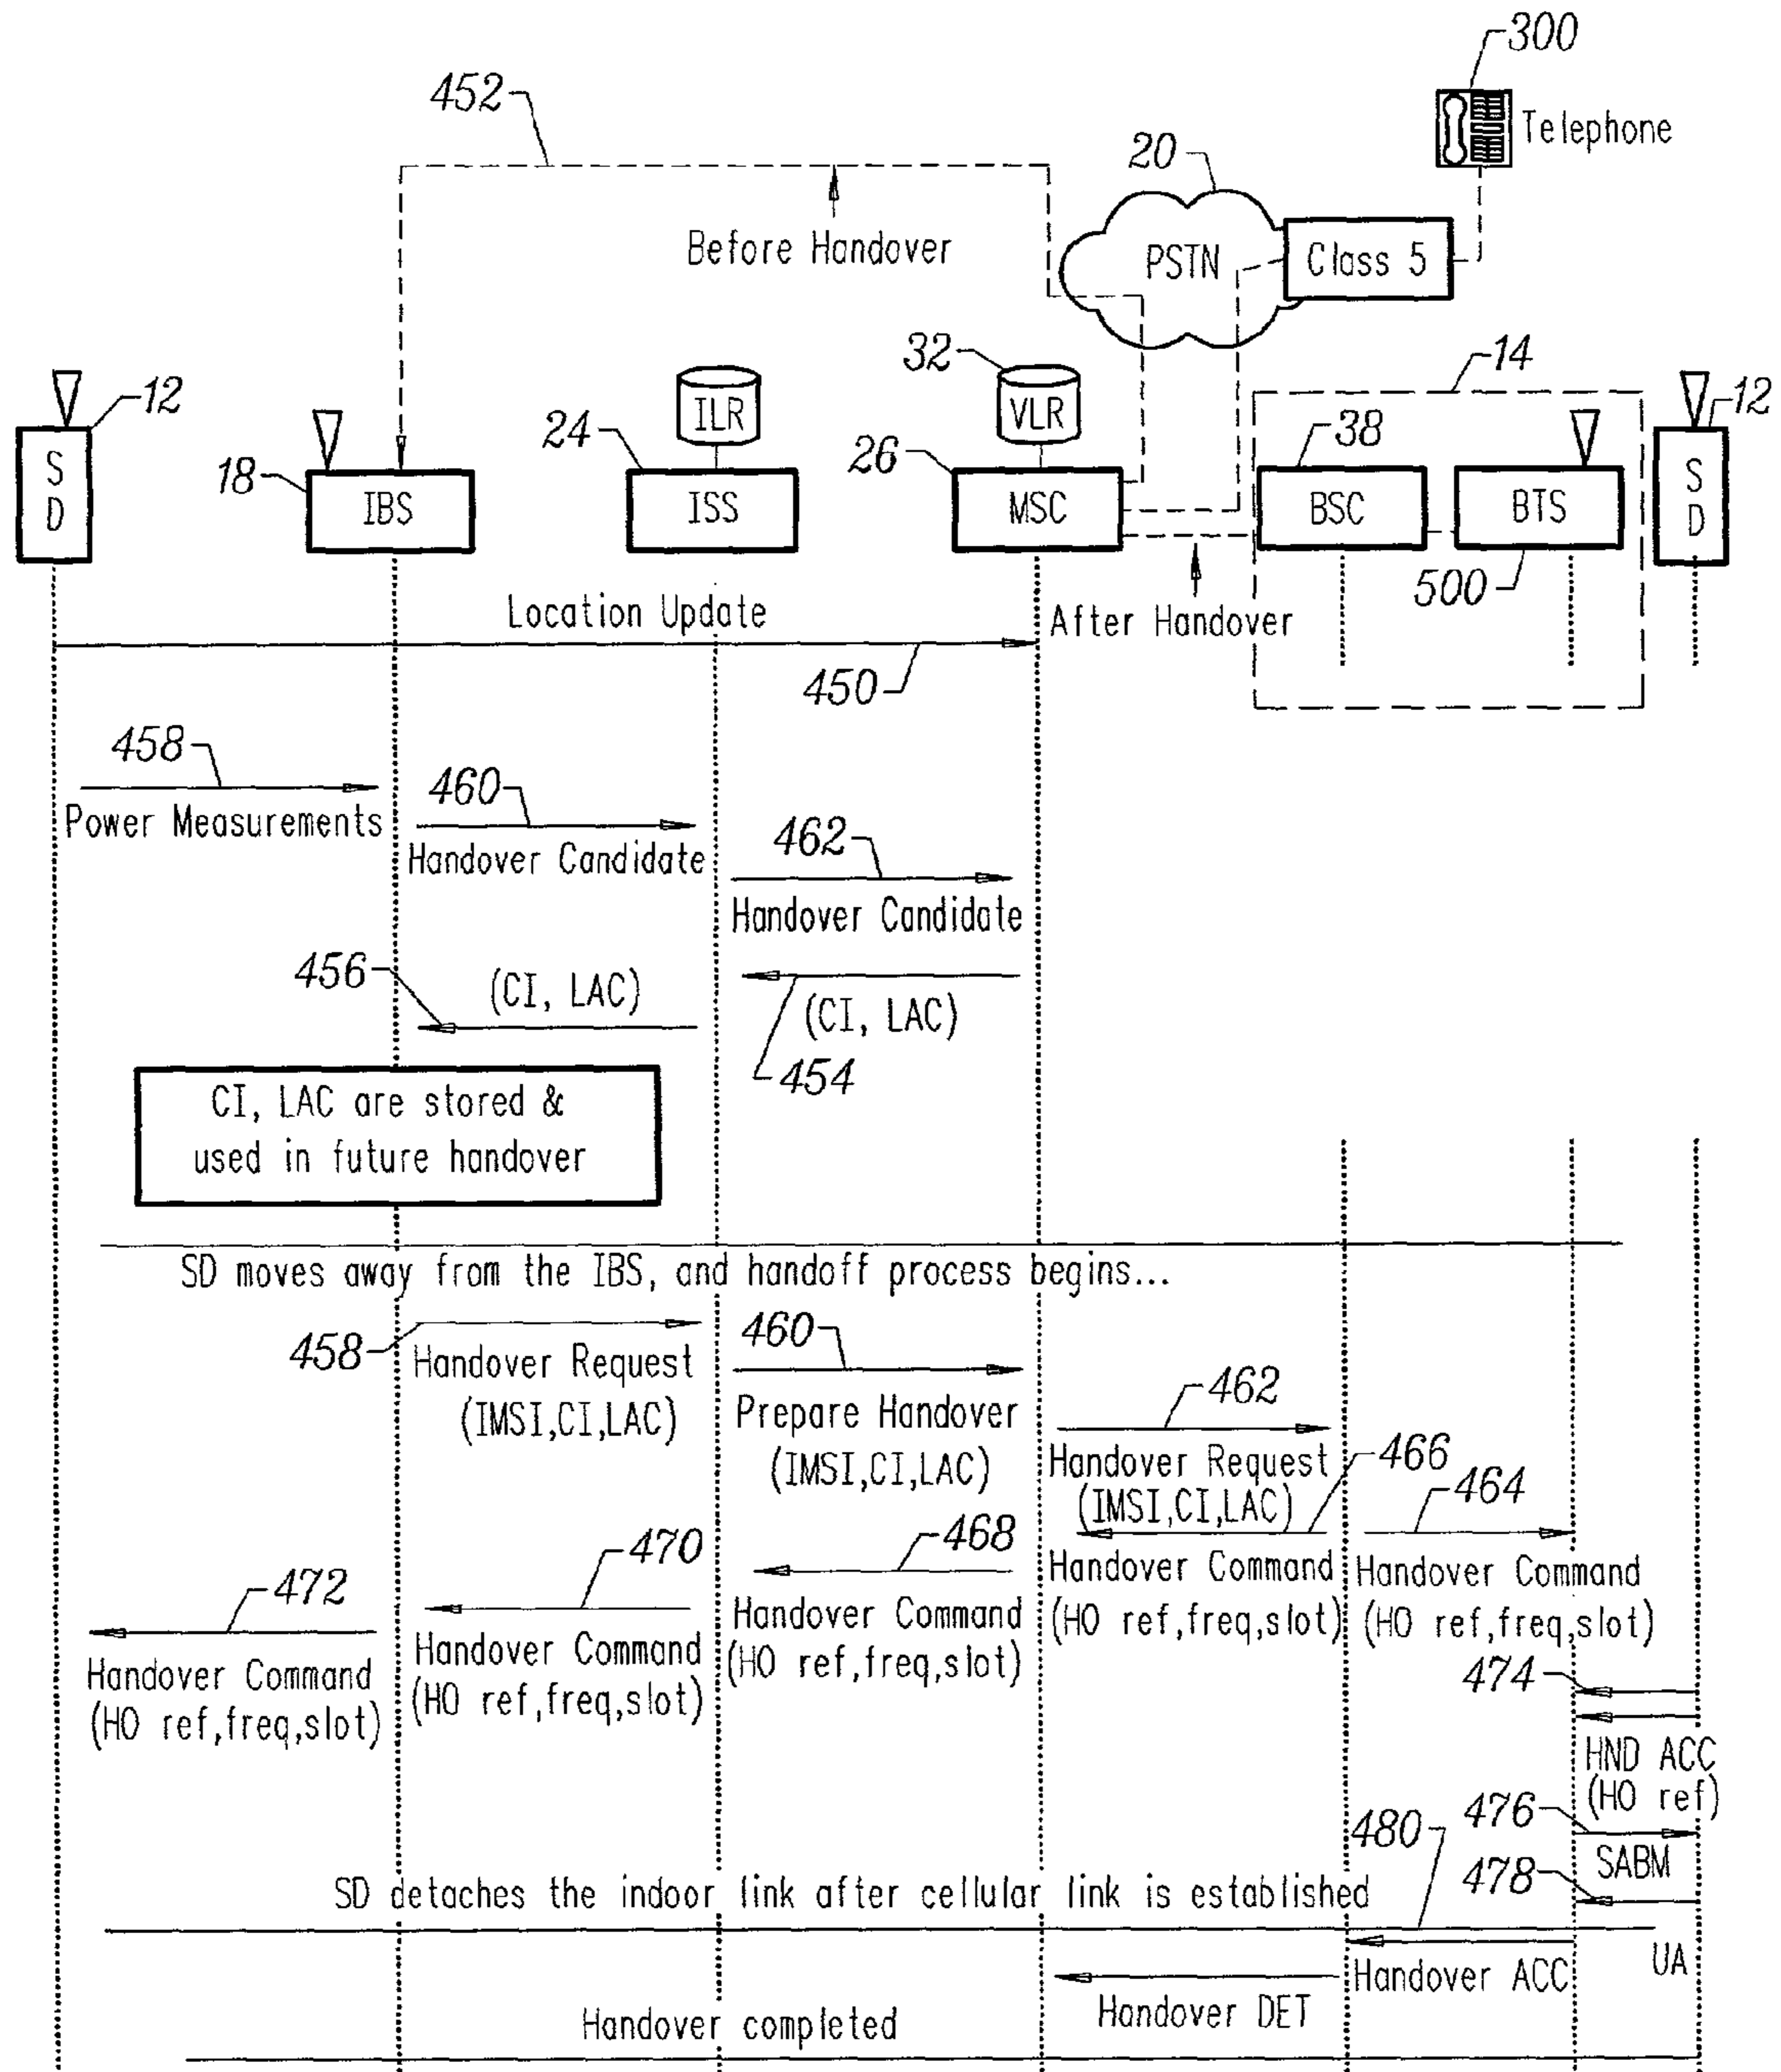 300
452
Telephone
20
Before Handover
PSTN
Class 5
14
12
ILR
32
VLR
12
S
D
18
IBS
24
ISS
26
MSC
38
BSC
BTS
S
D
500
Location Update
After Handover
450
458
Power Measurements
460
Handover Candidate
462
Handover Candidate
456
(CI, LAC)
(CI, LAC)
454
CI, LAC are stored &
used in future handover
SD moves away from the IBS, and handoff process begins...
458
Handover Request
(IMSI,CI,LAC)
460
Prepare Handover
(IMSI,CI,LAC)
462
Handover Request
(IMSI,CI,LAC)
466
464
472
Handover Command
(HO ref,freq,slot)
470
Handover Command
(HO ref,freq,slot)
468
Handover Command
(HO ref,freq,slot)
Handover Command
(HO ref,freq,slot)
Handover Command
(HO ref,freq,slot)
474
HND ACC
(HO ref)
476
480
SABM
478
SD detaches the indoor link after cellular link is established
UA
Handover ACC
Handover DET
Handover completed